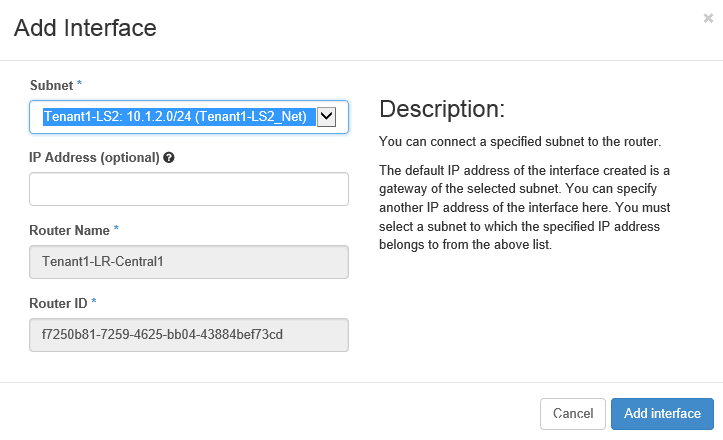 Add Interface
×
Subnet *
Tenant1-LS2: 10.1.2.0/24 (Tenant1-LS2_Net)
IP Address (optional) ?
Router Name *
Tenant1-LR-Central1
Router ID *
f7250b81-7259-4625-bb04-43884bef73cd
Description:
You can connect a specified subnet to the router.
The default IP address of the interface created is a
gateway of the selected subnet. You can specify
another IP address of the interface here. You must
select a subnet to which the specified IP address
belongs to from the above list.
Cancel
Add interface